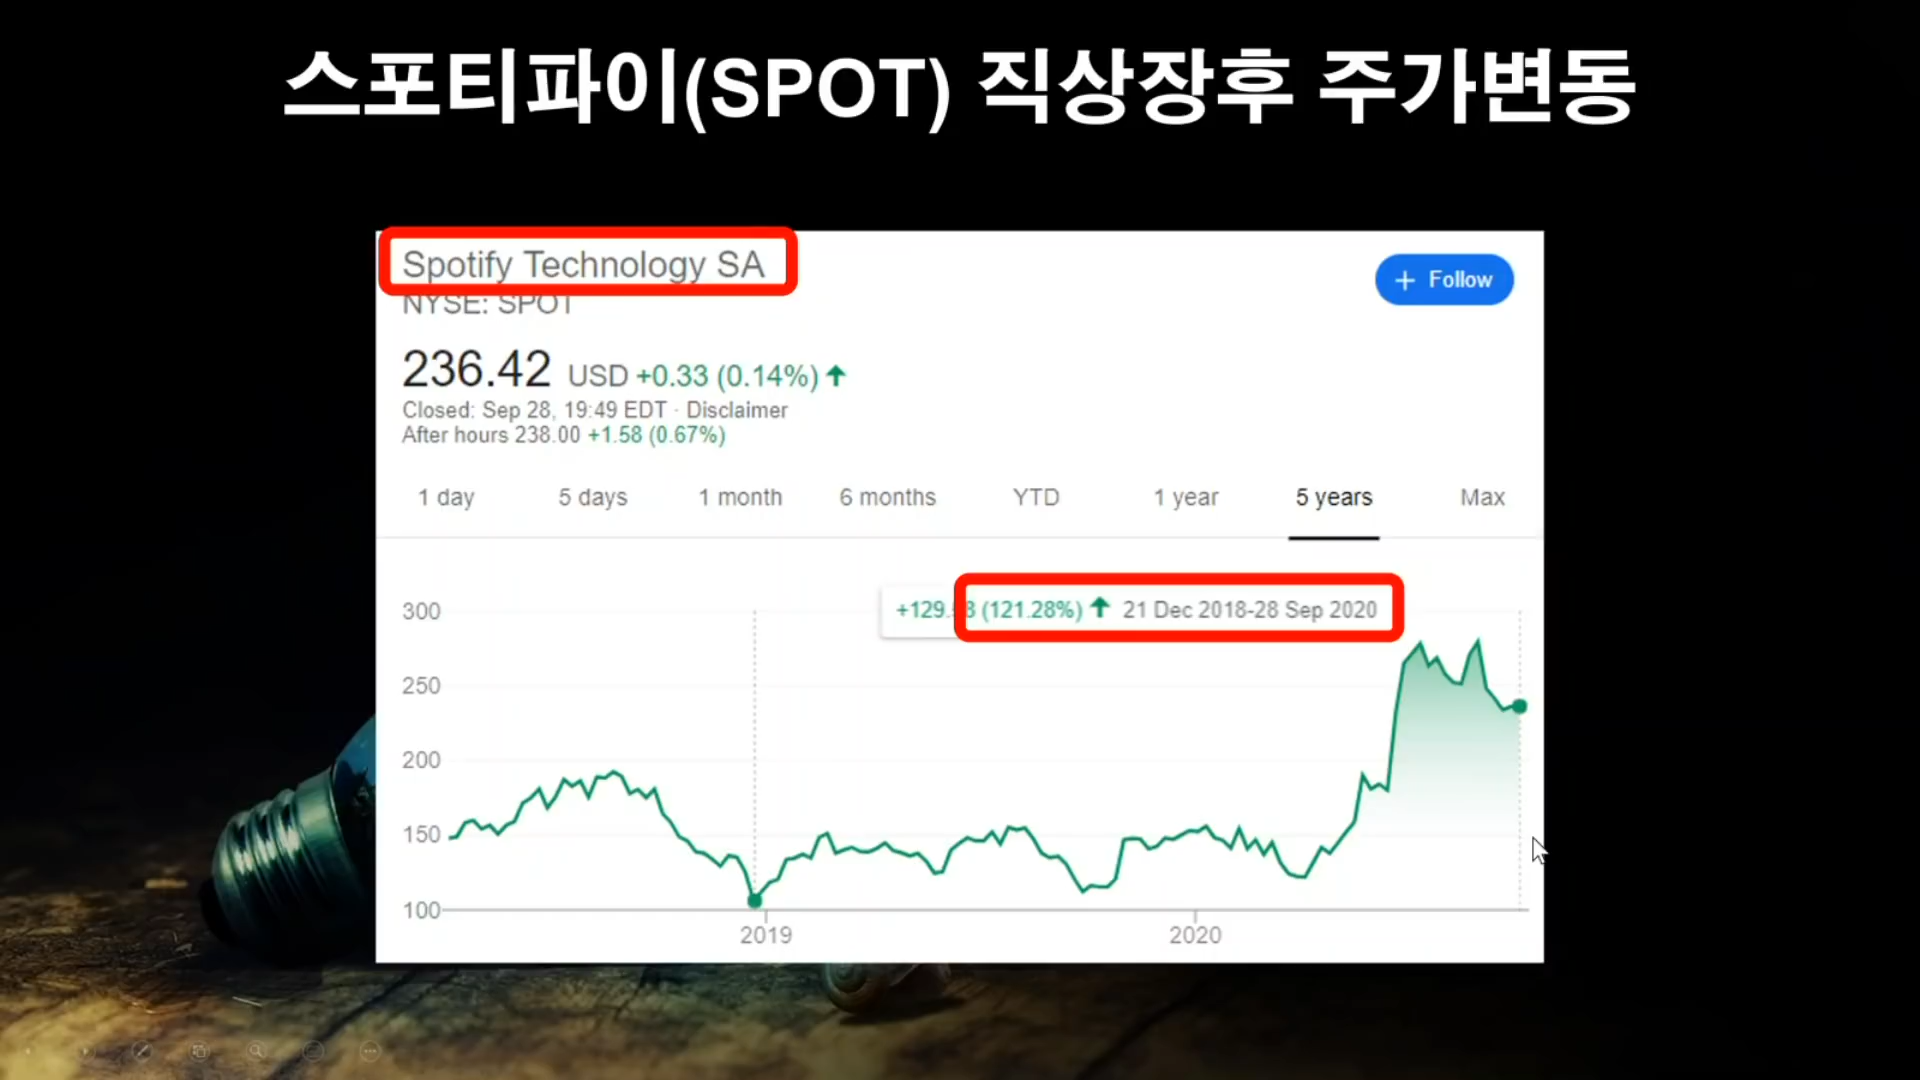 스포티파이(SPOT) 직상장후 주가변동
Spotify Technology SA
NYSE: SPOT
+ Follow
236.42 USD +0.33 (0.14%)
Closed: Sep 28, 19:49 EDT · Disclaimer
After hours 238.00 +1.58 (0.67%)
1 day 5 days 1 month 6 months YTD 1 year 5 years Max
(121.28%) 21 Dec 2018-28 Sep 2020
300
250
200
150
100
2019 2020